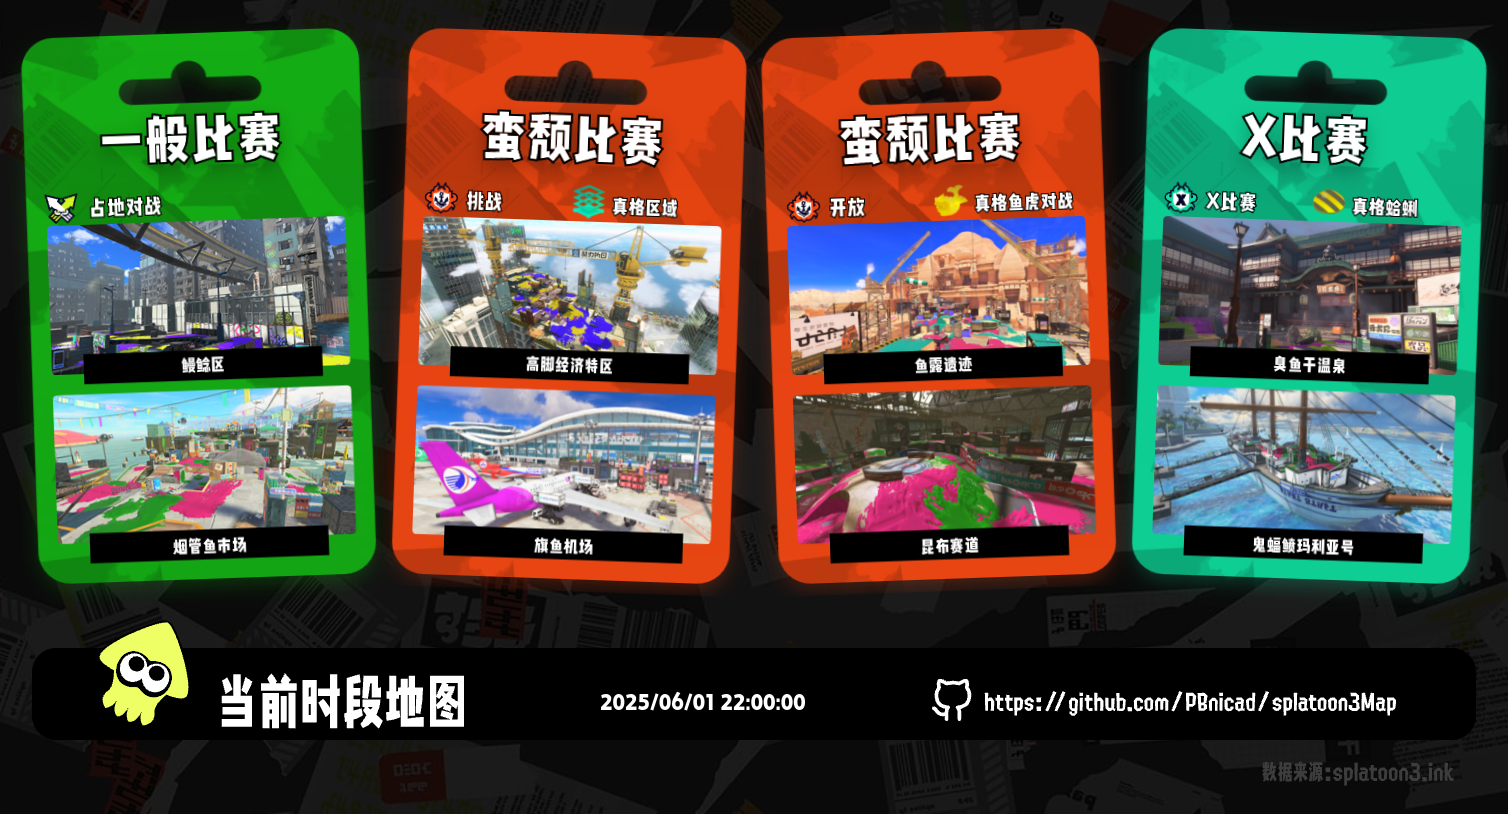 一般比赛
占地对战
鳗鲶区
烟管鱼市场
蛮颓比赛
挑战
真格区域
高脚经济特区
旗鱼机场
蛮颓比赛
开放
真格鱼虎对战
鱼露遗迹
昆布赛道
X比赛
X比赛
真格蛤蜊
臭鱼干温泉
鬼蝠鲼玛利亚号
当前时段地图
2025/06/01 22:00:00
https://github.com/PBnicad/splatoon3Map
数据来源:splatoon3.ink